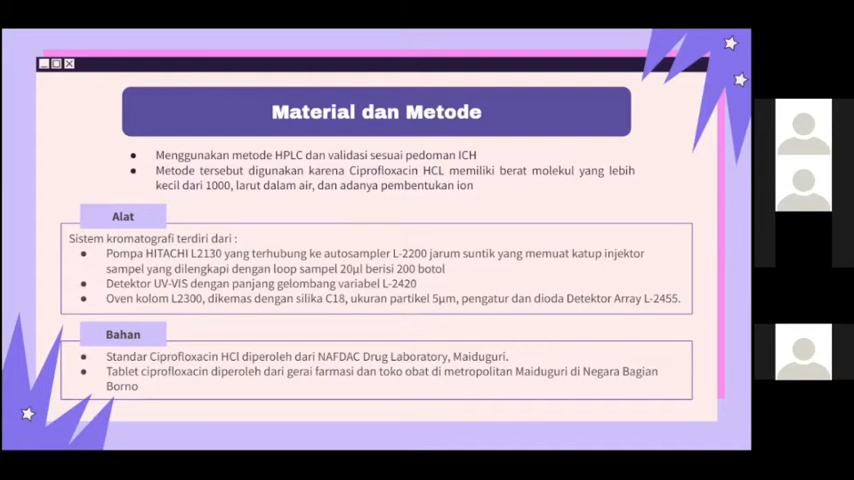 Material dan Metode
● Menggunakan metode HPLC dan validasi sesuai pedoman ICH
● Metode tersebut digunakan karena Ciprofloxacin HCL memiliki berat molekul yang lebih
kecil dari 1000, larut dalam air, dan adanya pembentukan ion
Alat
Sistem kromatografi terdiri dari :
● Pompa HITACHI L2130 yang terhubung ke autosampler L-2200 jarum suntik yang memuat katup injektor
sampel yang dilengkapi dengan loop sampel 20µl berisi 200 botol
● Detektor UV-VIS dengan panjang gelombang variabel L-2420
● Oven kolom L2300, dikemas dengan silika C18, ukuran partikel 5µm, pengatur dan dioda Detektor Array L-2455.
Bahan
● Standar Ciprofloxacin HCl diperoleh dari NAFDAC Drug Laboratory, Maiduguri.
● Tablet ciprofloxacin diperoleh dari gerai farmasi dan toko obat di metropolitan Maiduguri di Negara Bagian
Borno